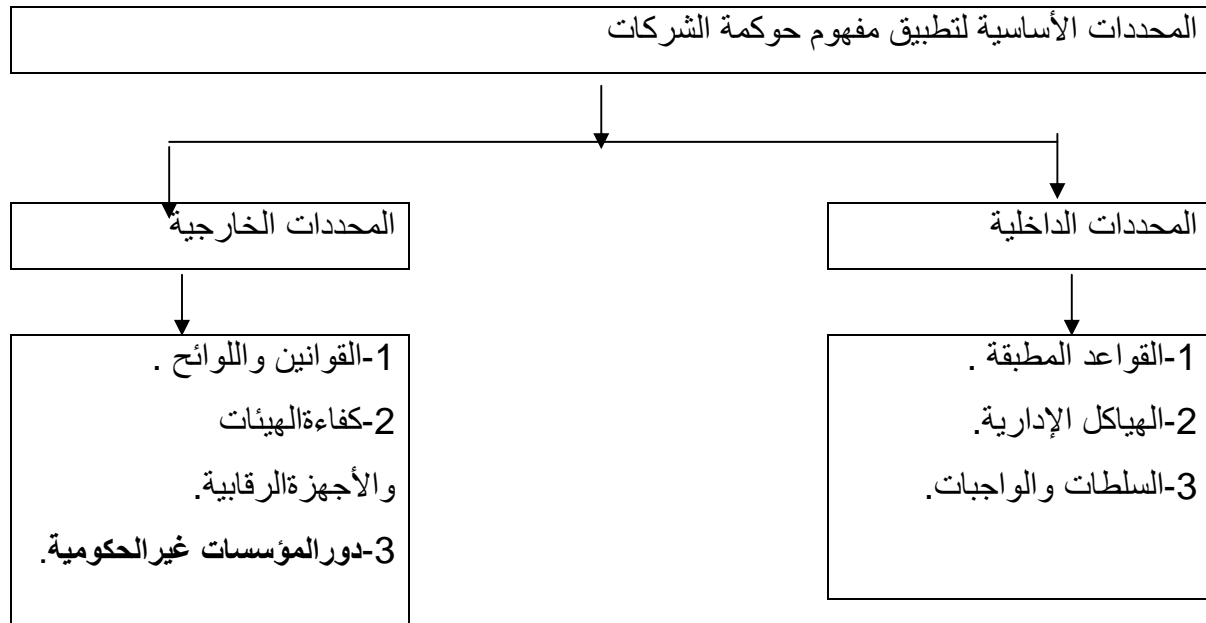 المحددات الأساسية لتطبيق مفهوم حوكمة الشركات
المحددات الداخلية
المحددات الخارجية
1-القواعد المطبقة .
2-الهياكل الإدارية.
3-السلطات والواجبات.
1-القوانين واللوائح .
2-كفاءةالهيئات
والأجهزةالرقابية.
3-دورالمؤسسات غيرالحكومية.